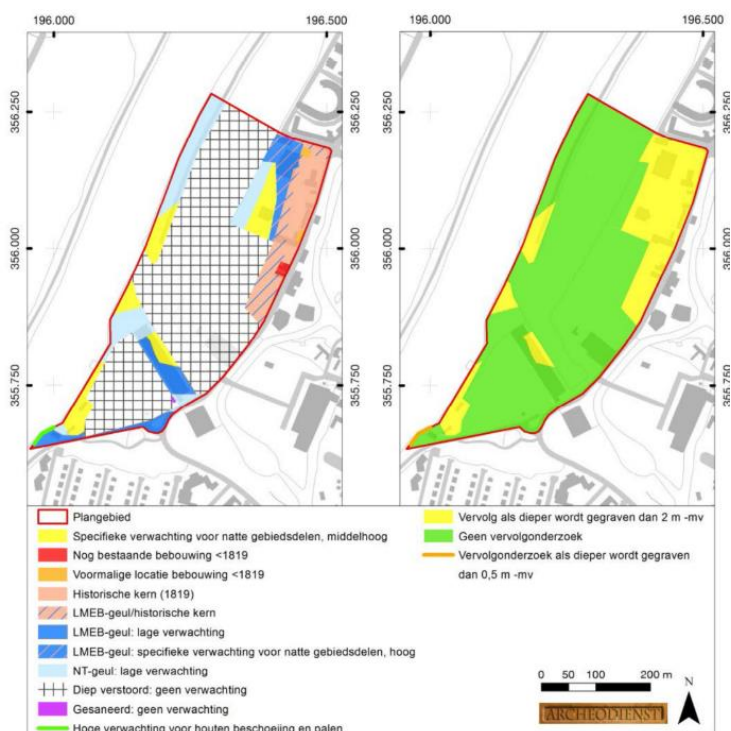 196.000
196.500
196.000
196.500
356.250
356.250
356.000
356.000
355.750
355.750
Plangebied
Specifieke verwachting voor natte gebiedsdelen, middelhoog
Nog bestaande bebouwing <1819
Voormalige locatie bebouwing <1819
Historische kern (1819)
LMEB-geul/historische kern
LMEB-geul: lage verwachting
LMEB-geul: specifieke verwachting voor natte gebiedsdelen, hoog
NT-geul: lage verwachting
Diep verstoord: geen verwachting
Gesaneerd: geen verwachting
Hoge verwachting voor houten beschoeiing en palen
Vervolg als dieper wordt gegraven dan 2 m -mv
Geen vervolgonderzoek
Vervolgonderzoek als dieper wordt gegraven
dan 0,5 m -mv
0 50 100 200 m
N
ARCHEODIENST